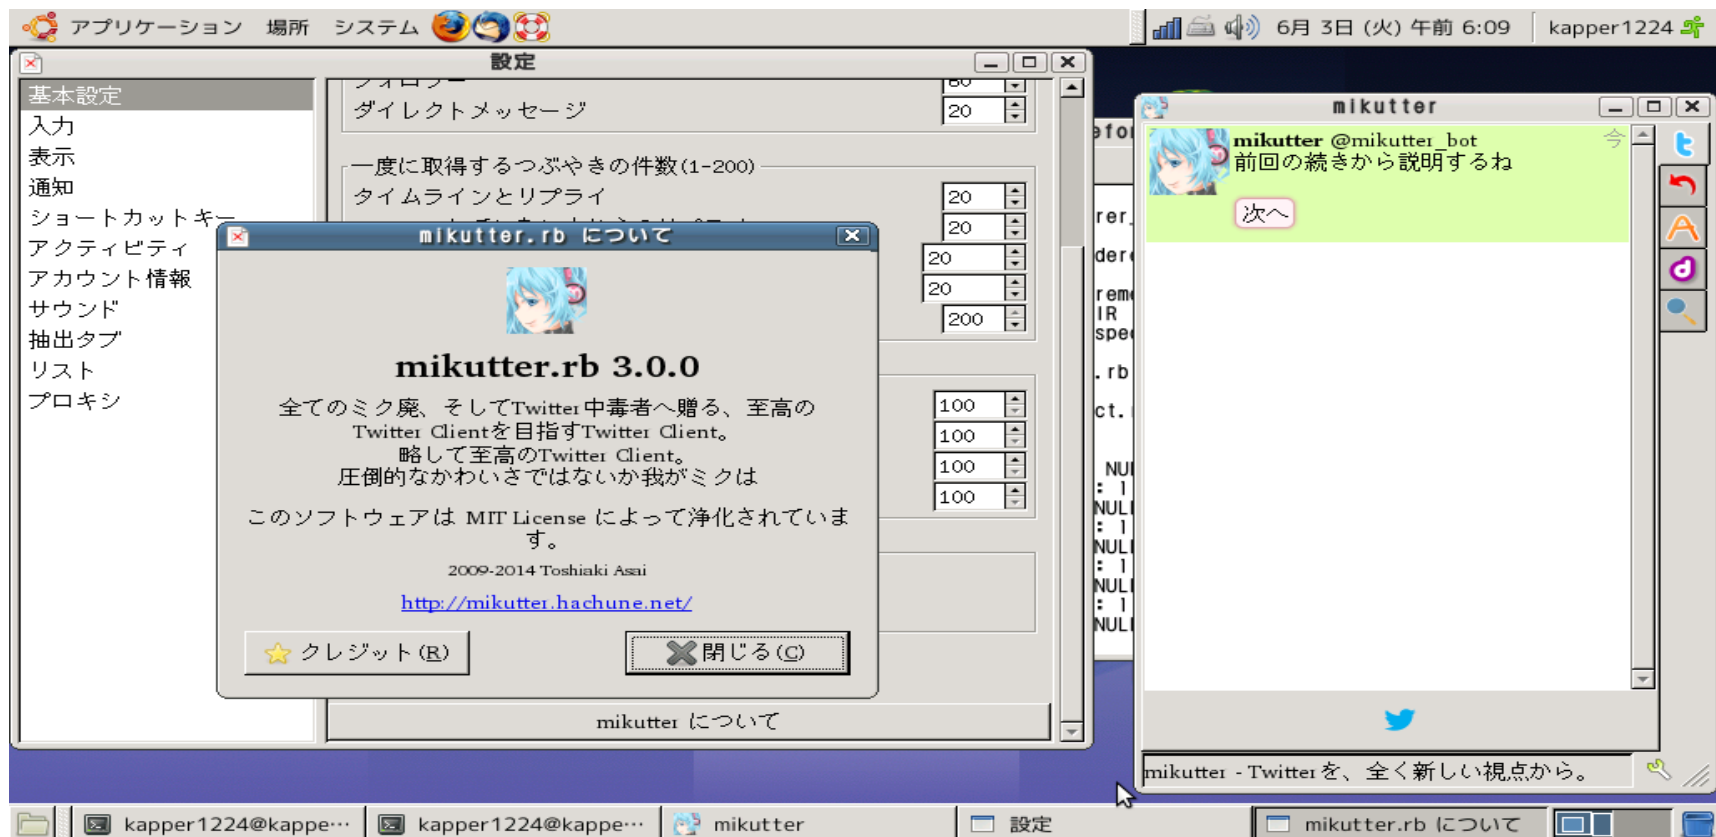 アプリケーション 場所 システム
6月 3日 (火) 午前 6:09
kapper1224
設定
基本設定
入力
表示
通知
ショートカットキー
アクティビティ
アカウント情報
サウンド
抽出タブ
リスト
プロキシ
フォロワー
ダイレクトメッセージ
20
一度に取得するつぶやきの件数(1-200)
タイムラインとリプライ
20
20
20
20
200
100
100
100
100
mikutter について
mikutter.rb について
mikutter.rb 3.0.0
全てのミク廃、そしてTwitter中毒者へ贈る、至高の
Twitter Clientを目指すTwitter Client。
略して至高のTwitter Client。
圧倒的なかわいさではないか我がミクは
このソフトウェアは MIT License によって浄化されていま
す。
2009-2014 Toshiaki Asai
http://mikutter.hachune.net/
クレジット(R)
閉じる(C)
mikutter
mikutter @mikutter_bot
今
前回の続きから説明するね
次へ
mikutter - Twitterを、全く新しい視点から。
kapper1224@kappe…
kapper1224@kappe…
mikutter
設定
mikutter.rb について